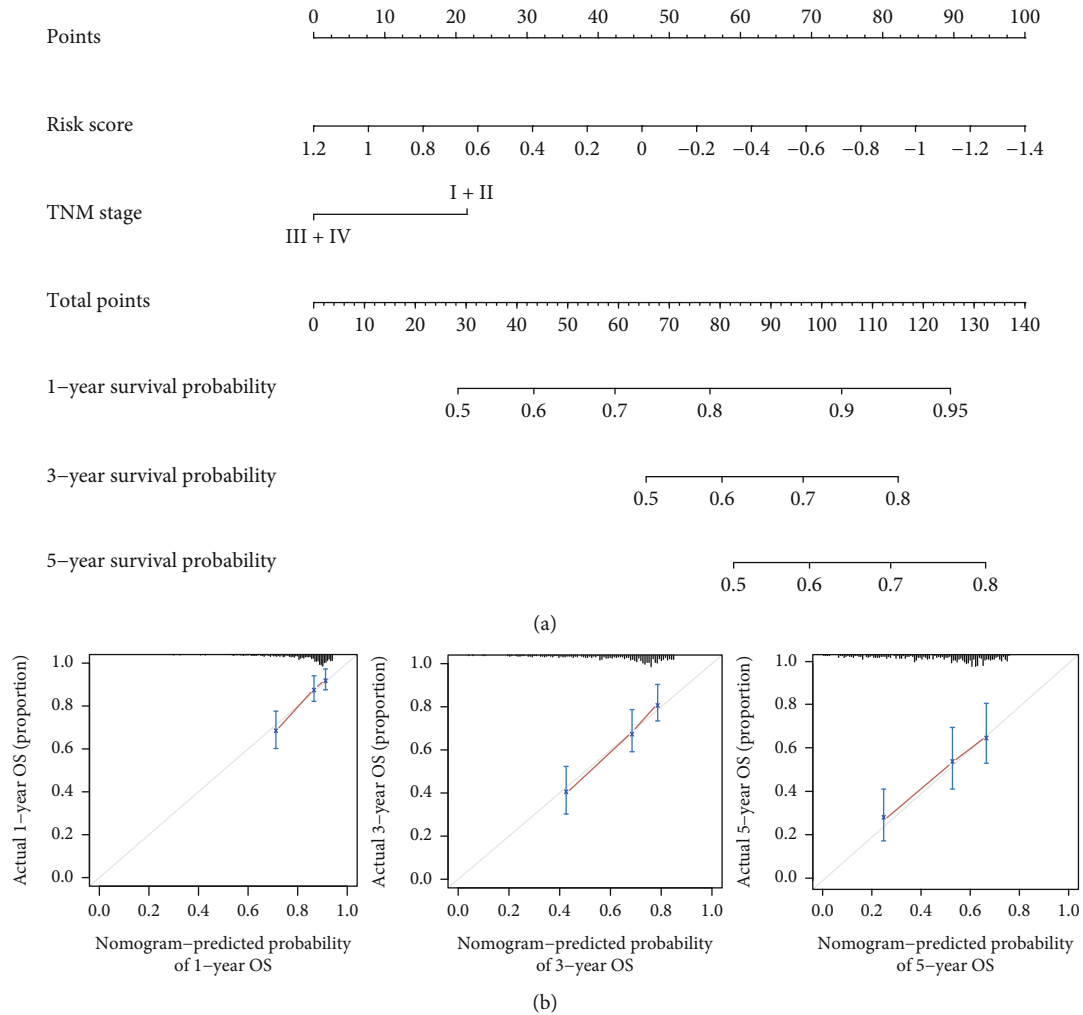 Points
0 10 20 30 40 50 60 70 80 90 100
Risk score
1.2 1 0.8 0.6 0.4 0.2 0 −0.2 −0.4 −0.6 −0.8 −1 −1.2 −1.4
I + II
TNM stage
III + IV
Total points
0 10 20 30 40 50 60 70 80 90 100 110 120 130 140
1−year survival probability
0.5 0.6 0.7 0.8 0.9 0.95
3−year survival probability
0.5 0.6 0.7 0.8
5−year survival probability
0.5 0.6 0.7 0.8
(a)
Actual 1−year OS (proportion)
1.0
0.8
0.6
0.4
0.2
0.0
0.0 0.2 0.4 0.6 0.8 1.0
Nomogram−predicted probability
of 1−year OS
Actual 3−year OS (proportion)
1.0
0.8
0.6
0.4
0.2
0.0
0.0 0.2 0.4 0.6 0.8 1.0
Nomogram−predicted probability
of 3−year OS
Actual 5−year OS (proportion)
1.0
0.8
0.6
0.4
0.2
0.0
0.0 0.2 0.4 0.6 0.8 1.0
Nomogram−predicted probability
of 5−year OS
(b)